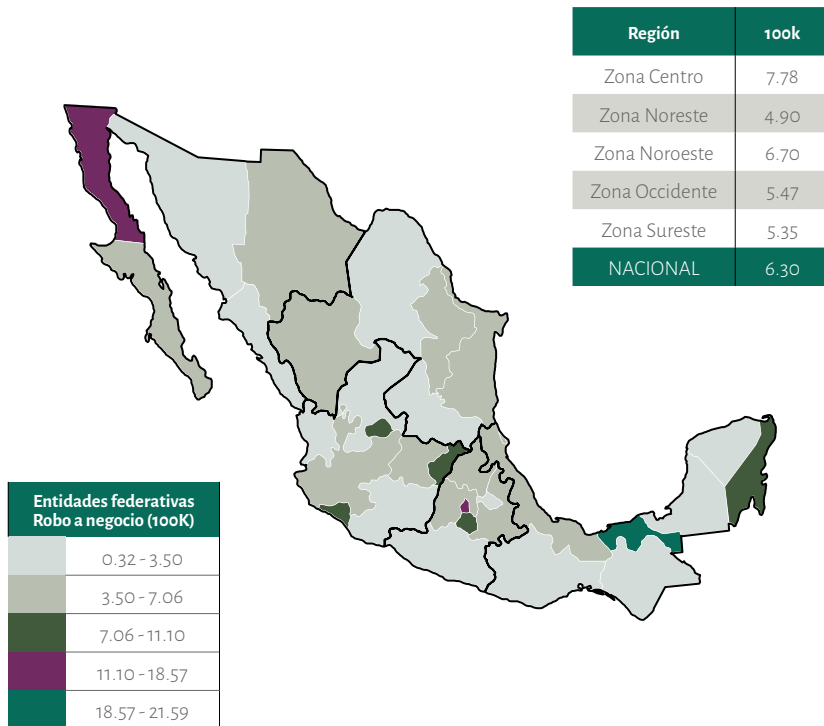 Región 100k
Zona Centro 7.78
Zona Noreste 4.90
Zona Noroeste 6.70
Zona Occidente 5.47
Zona Sureste 5.35
NACIONAL 6.30
Entidades federativas
Robo a negocio (100K)
0.32 - 3.50
3.50 - 7.06
7.06 - 11.10
11.10 - 18.57
18.57 - 21.59